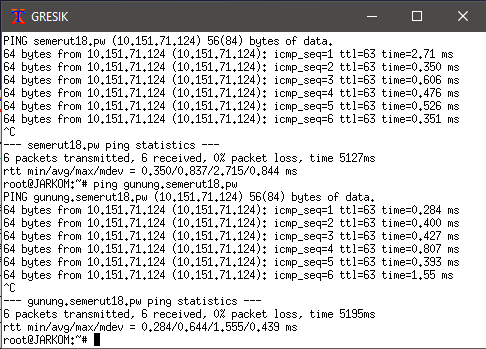 GRESIK
PING semerut18.pw (10.151.71.124) 56(84) bytes of data.
64 bytes from 10.151.71.124 (10.151.71.124): icmp_seq=1 ttl=63 time=2.71 ms
64 bytes from 10.151.71.124 (10.151.71.124): icmp_seq=2 ttl=63 time=0.350 ms
64 bytes from 10.151.71.124 (10.151.71.124): icmp_seq=3 ttl=63 time=0.606 ms
64 bytes from 10.151.71.124 (10.151.71.124): icmp_seq=4 ttl=63 time=0.476 ms
64 bytes from 10.151.71.124 (10.151.71.124): icmp_seq=5 ttl=63 time=0.526 ms
64 bytes from 10.151.71.124 (10.151.71.124): icmp_seq=6 ttl=63 time=0.351 ms
^C
--- semerut18.pw ping statistics ---
6 packets transmitted, 6 received, 0% packet loss, time 5127ms
rtt min/avg/max/mdev = 0.350/0.837/2.715/0.844 ms
root@JARKOM:~# ping gunung.semerut18.pw
PING gunung.semerut18.pw (10.151.71.124) 56(84) bytes of data.
64 bytes from 10.151.71.124 (10.151.71.124): icmp_seq=1 ttl=63 time=0.284 ms
64 bytes from 10.151.71.124 (10.151.71.124): icmp_seq=2 ttl=63 time=0.400 ms
64 bytes from 10.151.71.124 (10.151.71.124): icmp_seq=3 ttl=63 time=0.427 ms
64 bytes from 10.151.71.124 (10.151.71.124): icmp_seq=4 ttl=63 time=0.807 ms
64 bytes from 10.151.71.124 (10.151.71.124): icmp_seq=5 ttl=63 time=0.393 ms
64 bytes from 10.151.71.124 (10.151.71.124): icmp_seq=6 ttl=63 time=1.55 ms
^C
--- gunung.semerut18.pw ping statistics ---
6 packets transmitted, 6 received, 0% packet loss, time 5195ms
rtt min/avg/max/mdev = 0.284/0.644/1.555/0.439 ms
root@JARKOM:~#